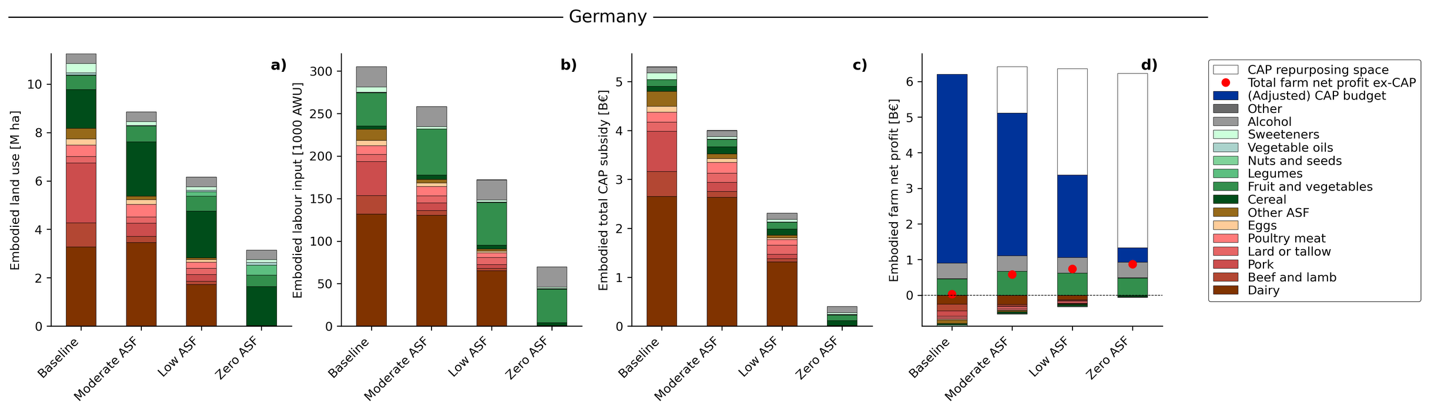 Germany
a)
Embodied land use [M ha]
10
8
6
4
2
0
Baseline
Moderate ASF
Low ASF
Zero ASF
b)
Embodied labour input [1000 AWU]
300
250
200
150
100
50
0
Baseline
Moderate ASF
Low ASF
Zero ASF
c)
Embodied total CAP subsidy [B€]
5
4
3
2
1
0
Baseline
Moderate ASF
Low ASF
Zero ASF
d)
Embodied farm net profit [B€]
6
5
4
3
2
1
0
Baseline
Moderate ASF
Low ASF
Zero ASF
CAP repurposing space
Total farm net profit ex-CAP
(Adjusted) CAP budget
Other
Alcohol
Sweeteners
Vegetable oils
Nuts and seeds
Legumes
Fruit and vegetables
Cereal
Other ASF
Eggs
Poultry meat
Lard or tallow
Pork
Beef and lamb
Dairy